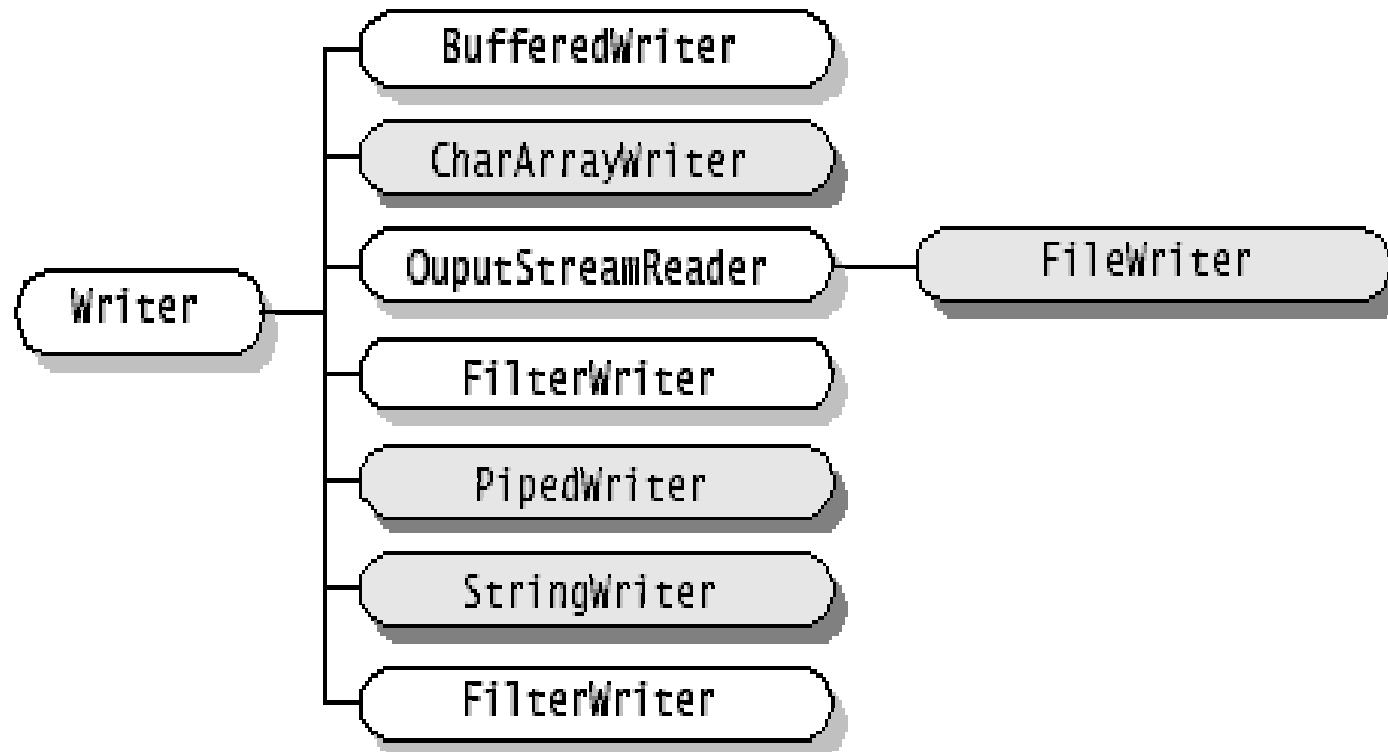 BufferedWriter
CharArrayWriter
OuputStreamReader
FileWriter
Writer
FilterWriter
PipedWriter
StringWriter
FilterWriter